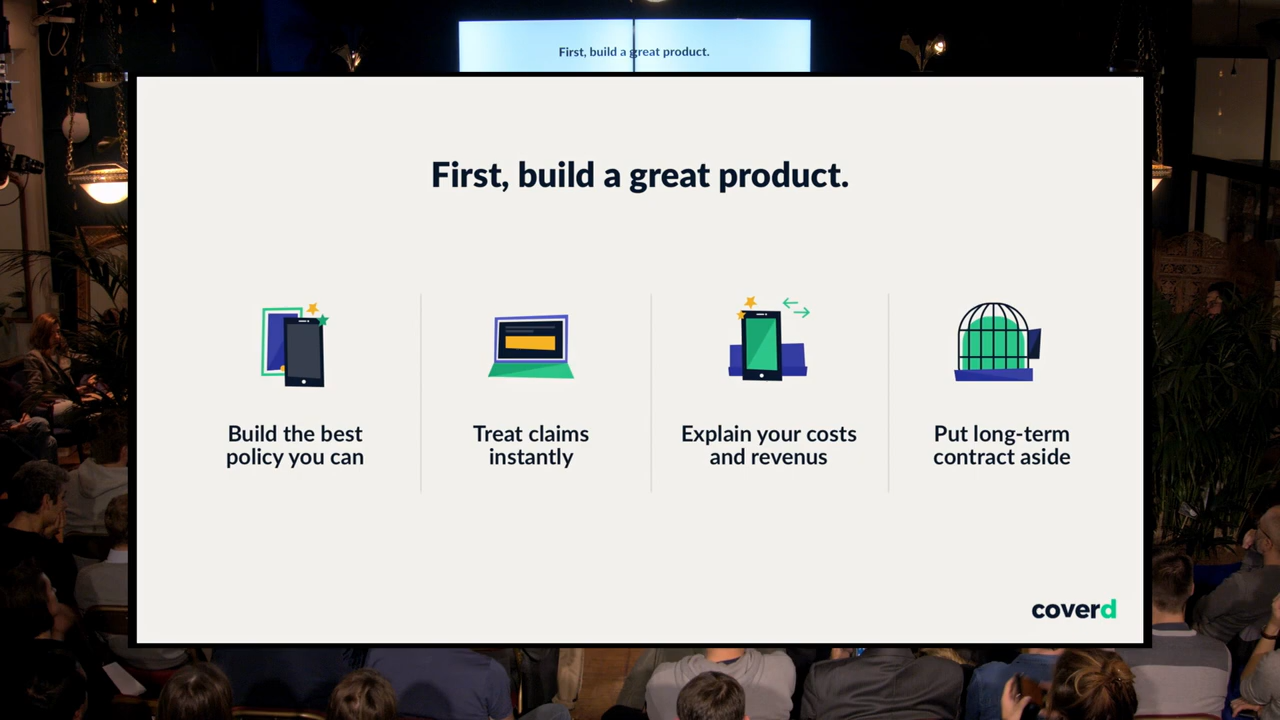 First, build a great product.
First, build a great product.
Build the best
policy you can
Treat claims
instantly
Explain your costs
and revenus
Put long-term
contract aside
coverd